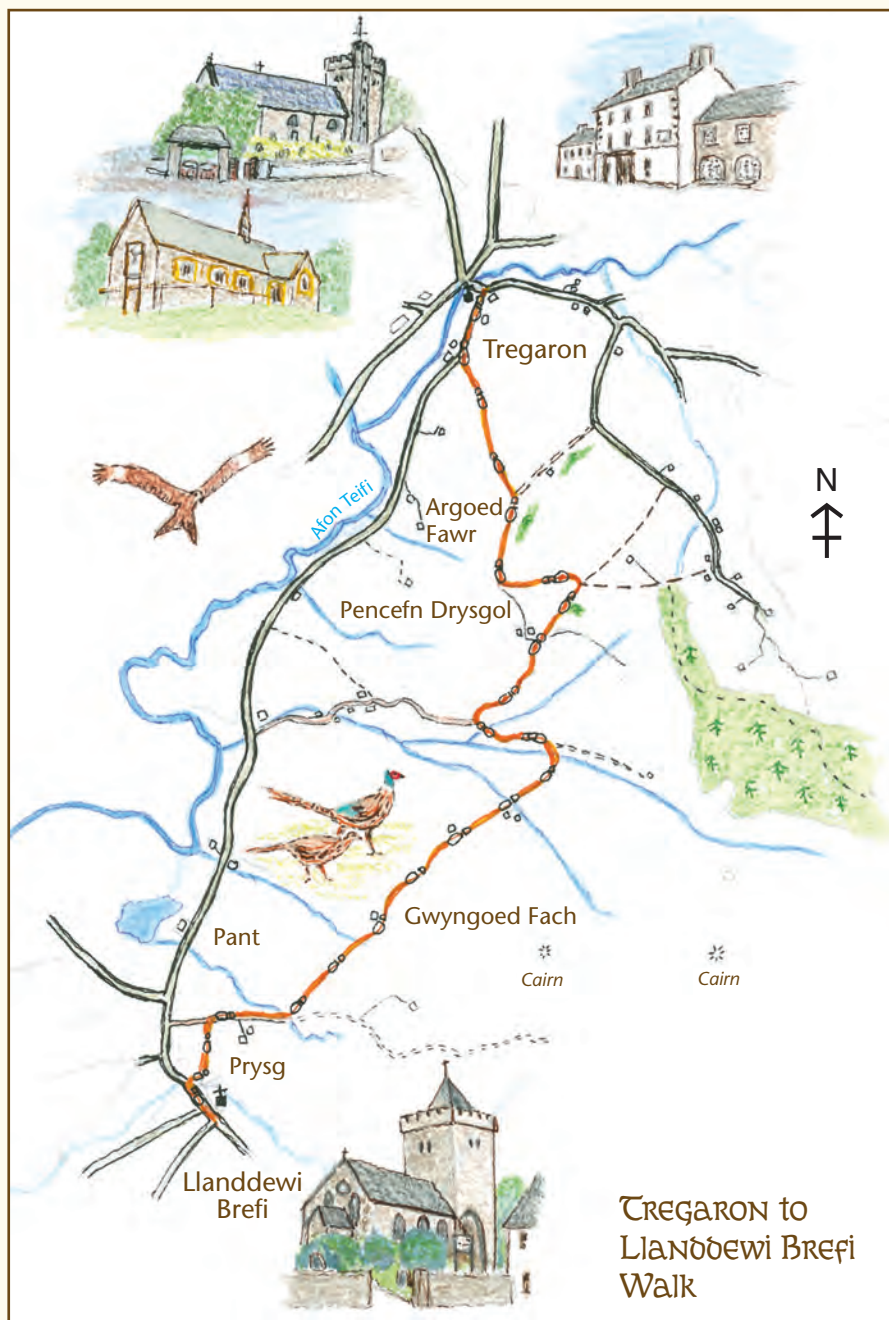 Tregaron
N
Afon Teifi
Argoed
Fawr
Pencefn Drysgol
Gwyngoed Fach
Pant
Cairn
Cairn
Prysg
Llanddewi
Brefi
Tregaron to
Llanddewi Brefi
Walk